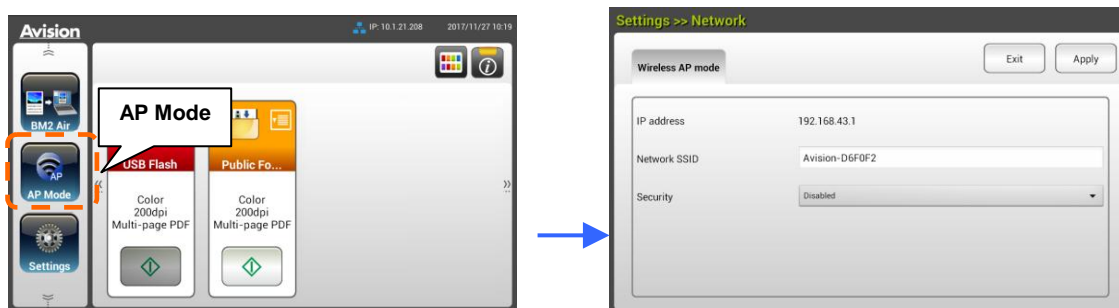 Avision
IP: 10.1.21.208
2017/11/27 10:19
BM2 Air
AP
AP Mode
Settings
AP Mode
USB Flash
Color
200dpi
Multi-page PDF
Public Fo...
Color
200dpi
Multi-page PDF
Settings >> Network
Wireless AP mode
Exit
Apply
IP address
192.168.43.1
Network SSID
Avision-D6F0F2
Security
Disabled